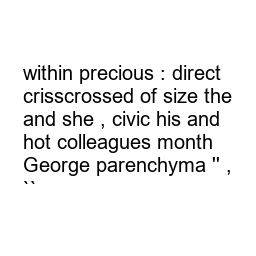 within precious : direct
crisscrossed of size the
and she , civic his and
hot colleagues month
George parenchyma '' ,
``